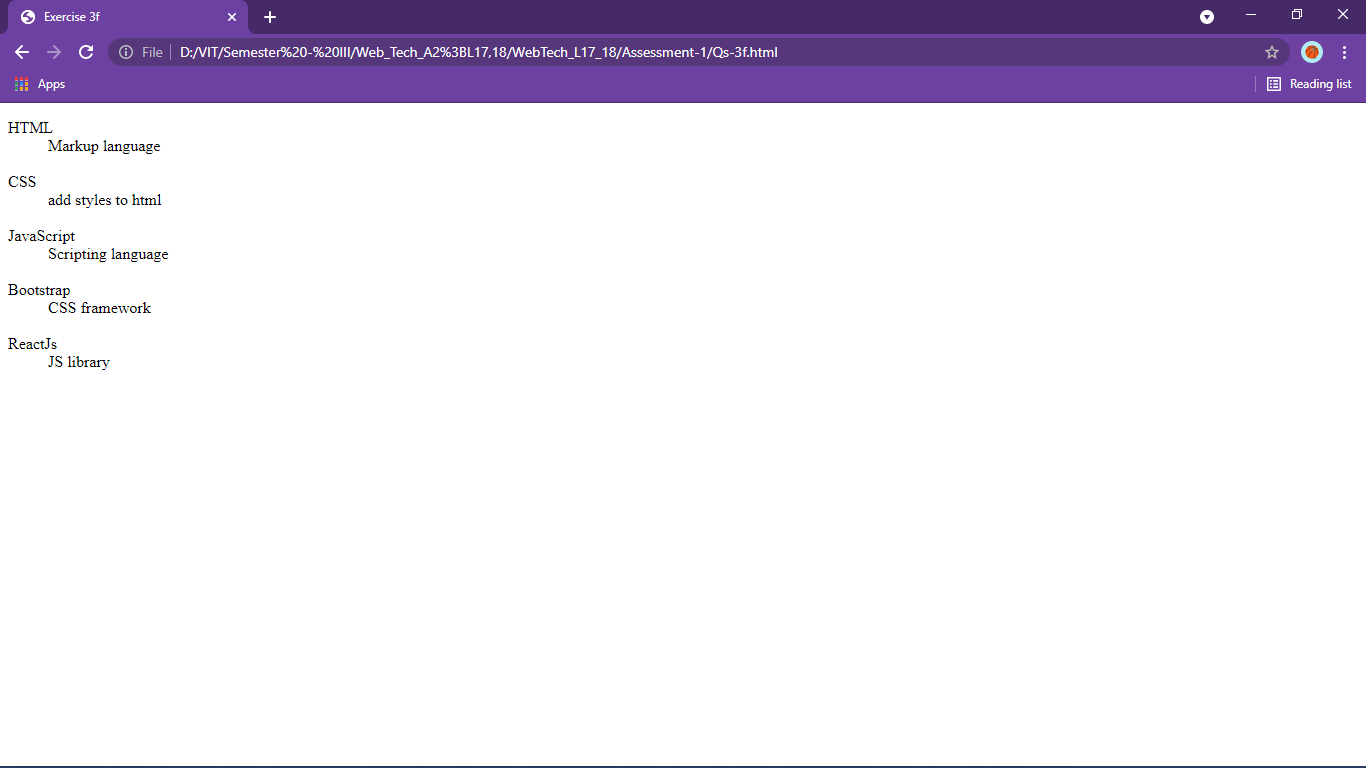 Exercise 3f
File D:/VIT/Semester%20-%20III/Web_Tech_A2%3BL17,18/WebTech_L17_18/Assessment-1/Qs-3f.html
Apps Reading list
HTML
Markup language
CSS
add styles to html
JavaScript
Scripting language
Bootstrap
CSS framework
ReactJs
JS library